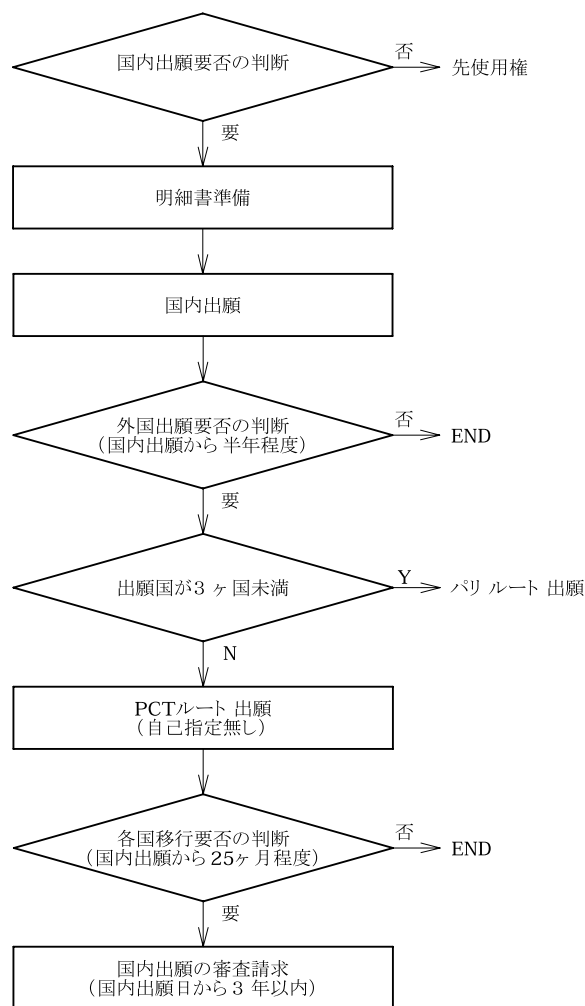 国内出願要否の判断
否
先使用権
要
明細書準備
国内出願
外国出願要否の判断
(国内出願から半年程度)
否
END
要
出願国が3ヶ国未満
Y
パリルート出願
N
PCTルート出願
(自己指定無し)
各国移行要否の判断
(国内出願から25ヶ月程度)
否
END
要
国内出願の審査請求
(国内出願日から3年以内)